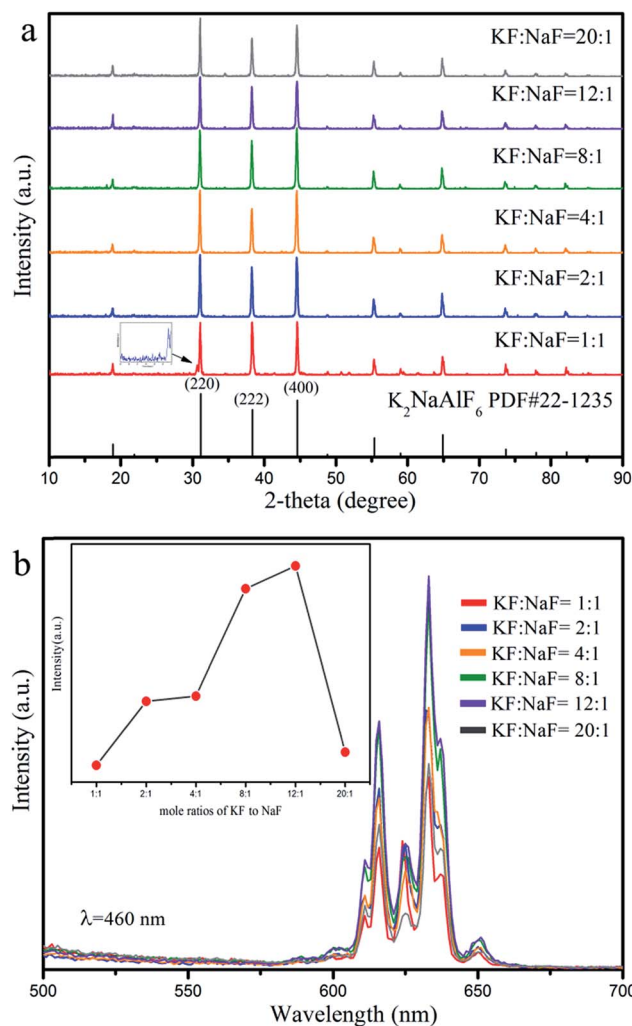 a
KF:NaF=20:1
KF:NaF=12:1
KF:NaF=8:1
KF:NaF=4:1
KF:NaF=2:1
KF:NaF=1:1
(220)
(222)
(400)
K₂NaAlF₆ PDF#22-1235
Intensity (a.u.)
10 20 30 40 50 60 70 80 90
2-theta (degree)
b
Intensity(a.u.)
1:1 2:1 4:1 8:1 12:1 20:1
mole ratios of KF to NaF
KF:NaF= 1:1
KF:NaF= 2:1
KF:NaF= 4:1
KF:NaF= 8:1
KF:NaF= 12:1
KF:NaF= 20:1
λ=460 nm
Intensity (a.u.)
500 550 600 650 700
Wavelength (nm)